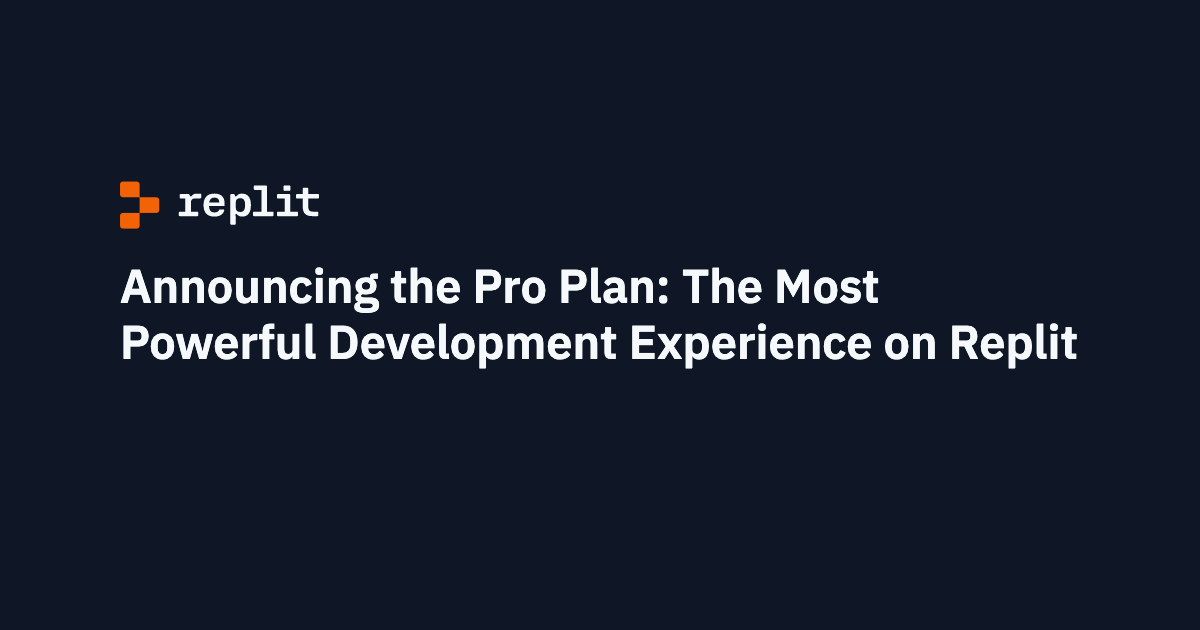 replit
Announcing the Pro Plan: The Most
Powerful Development Experience on Replit